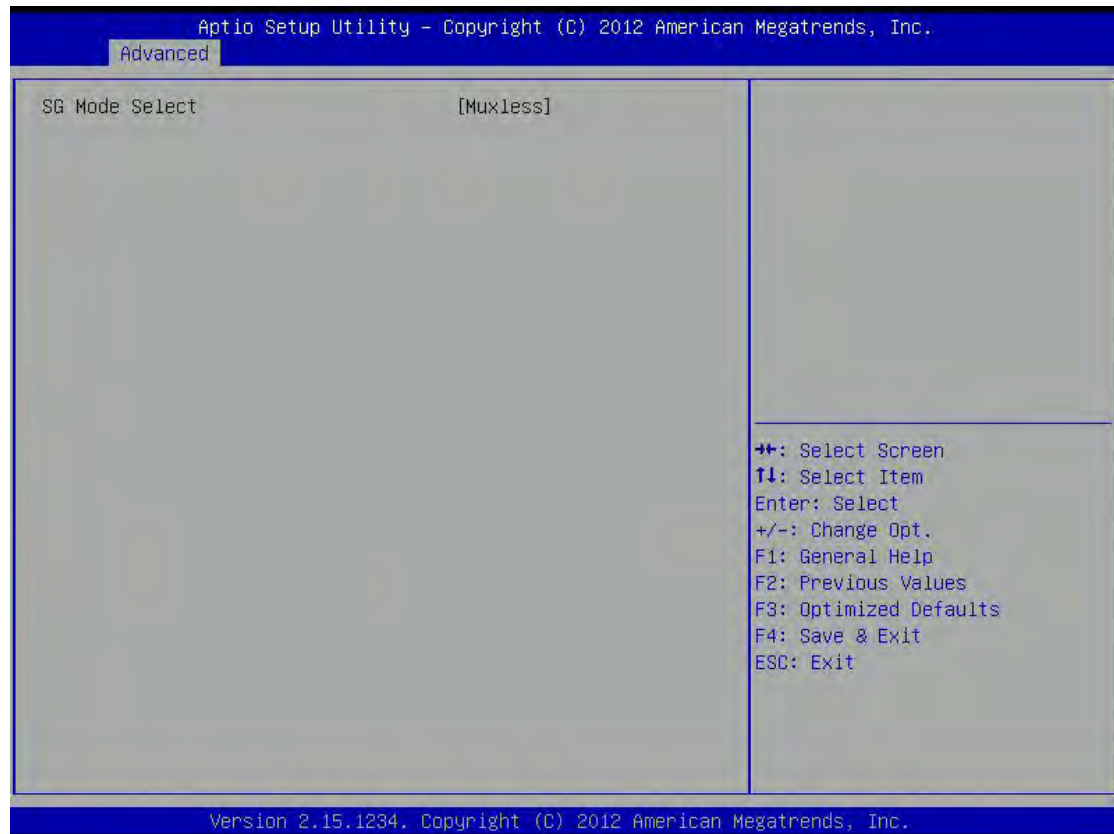 Aptio Setup Utility – Copyright (C) 2012 American Megatrends, Inc.
Advanced
SG Mode Select [Muxless]
→←: Select Screen
↑↓: Select Item
Enter: Select
+/-: Change Opt.
F1: General Help
F2: Previous Values
F3: Optimized Defaults
F4: Save & Exit
ESC: Exit
Version 2.15.1234. Copyright (C) 2012 American Megatrends, Inc.